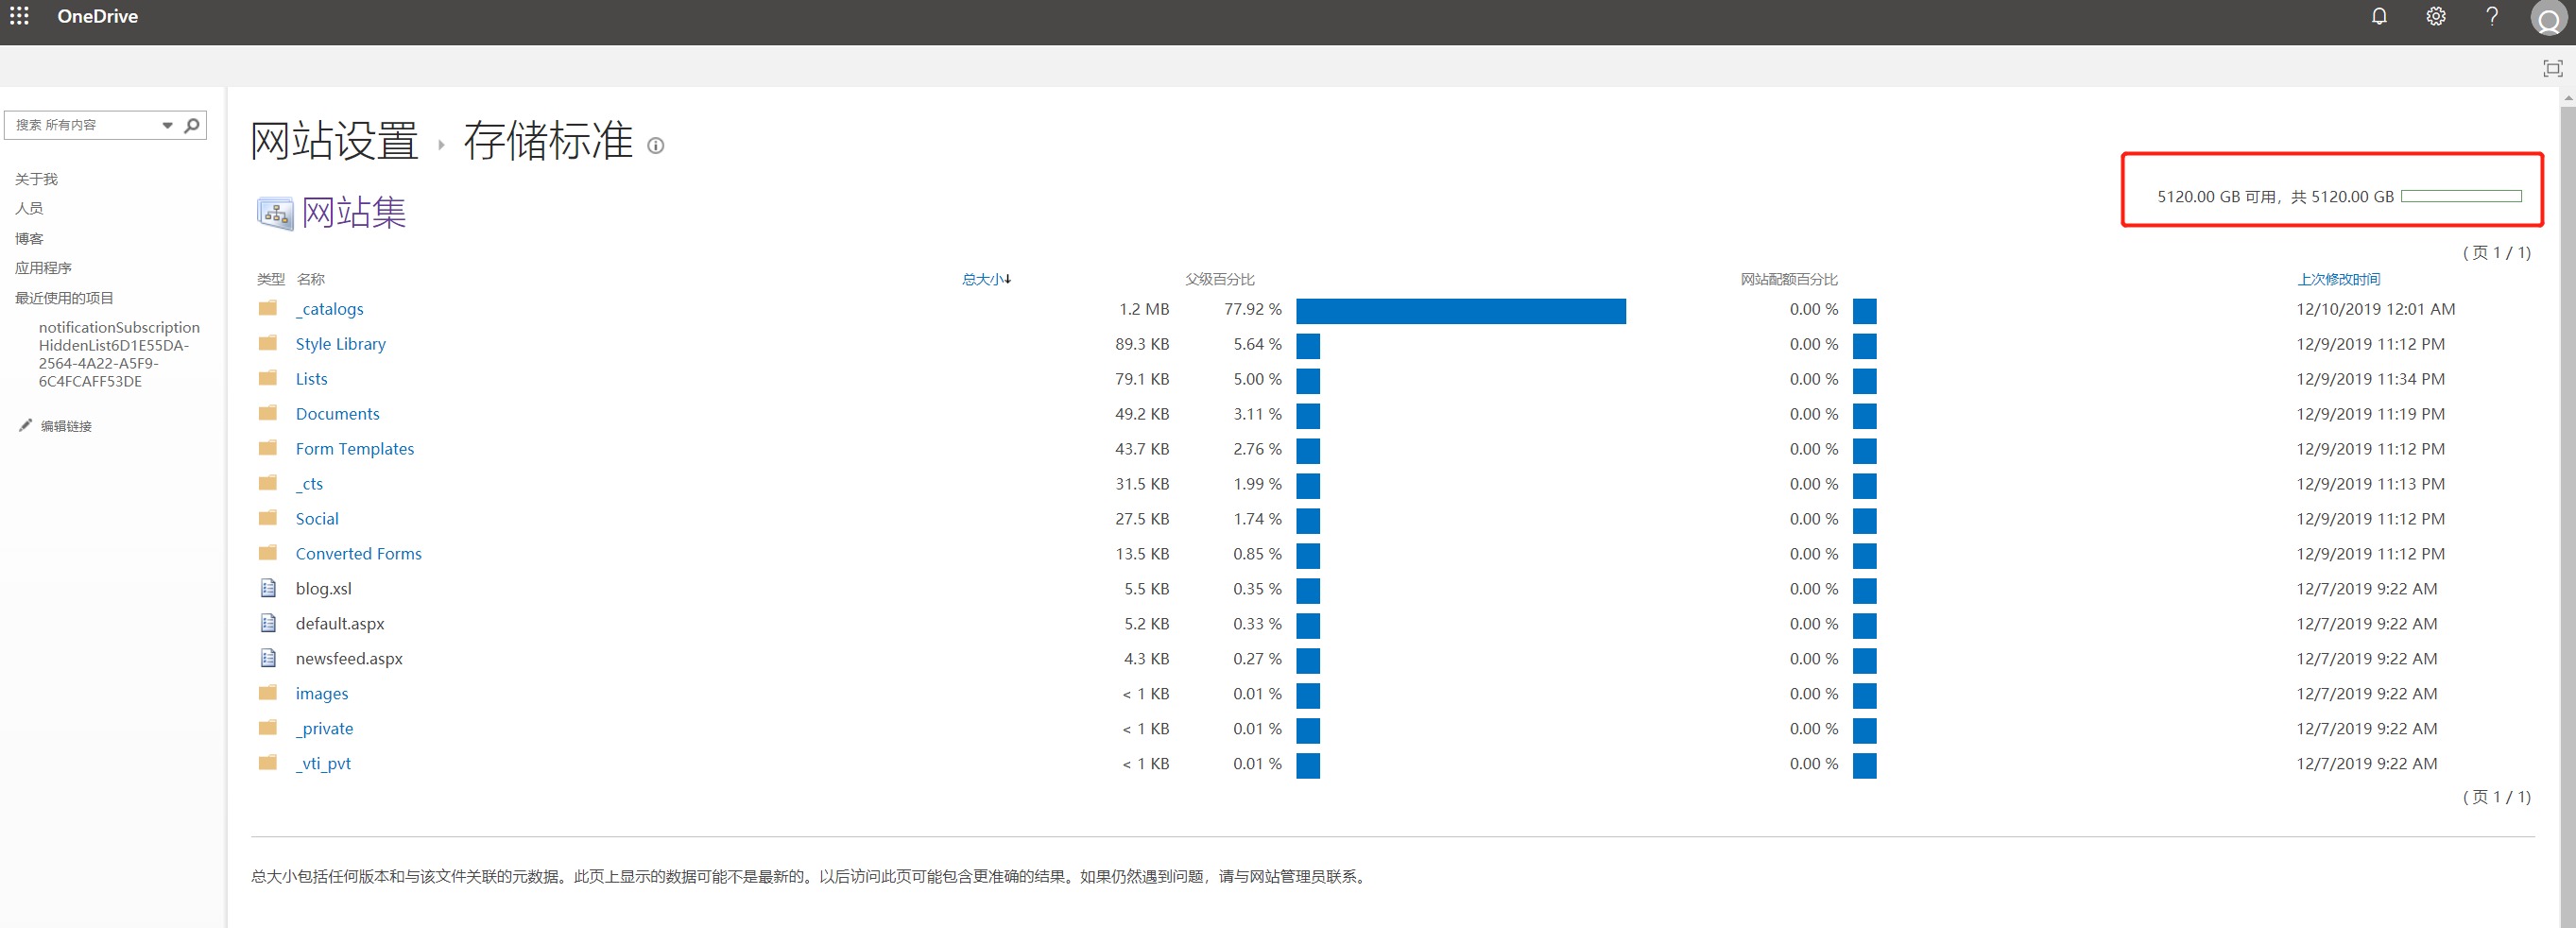 OneDrive
搜索 所有内容
关于我
人员
博客
应用程序
最近使用的项目
notificationSubscription
HiddenList6D1E55DA-
2564-4A22-A5F9-
6C4FCAFF53DE
编辑链接
网站设置 存储标准
网站集
5120.00 GB 可用，共 5120.00 GB
( 页 1 / 1)
类型 名称 总大小↓ 父级百分比 网站配额百分比 上次修改时间
_catalogs 1.2 MB 77.92 % 0.00 % 12/10/2019 12:01 AM
Style Library 89.3 KB 5.64 % 0.00 % 12/9/2019 11:12 PM
Lists 79.1 KB 5.00 % 0.00 % 12/9/2019 11:34 PM
Documents 49.2 KB 3.11 % 0.00 % 12/9/2019 11:19 PM
Form Templates 43.7 KB 2.76 % 0.00 % 12/9/2019 11:12 PM
_cts 31.5 KB 1.99 % 0.00 % 12/9/2019 11:13 PM
Social 27.5 KB 1.74 % 0.00 % 12/9/2019 11:12 PM
Converted Forms 13.5 KB 0.85 % 0.00 % 12/9/2019 11:12 PM
blog.xsl 5.5 KB 0.35 % 0.00 % 12/7/2019 9:22 AM
default.aspx 5.2 KB 0.33 % 0.00 % 12/7/2019 9:22 AM
newsfeed.aspx 4.3 KB 0.27 % 0.00 % 12/7/2019 9:22 AM
images < 1 KB 0.01 % 0.00 % 12/7/2019 9:22 AM
_private < 1 KB 0.01 % 0.00 % 12/7/2019 9:22 AM
_vti_pvt < 1 KB 0.01 % 0.00 % 12/7/2019 9:22 AM
( 页 1 / 1)
总大小包括任何版本和与该文件关联的元数据。此页上显示的数据可能不是最新的。以后访问此页可能包含更准确的结果。如果仍然遇到问题，请与网站管理员联系。